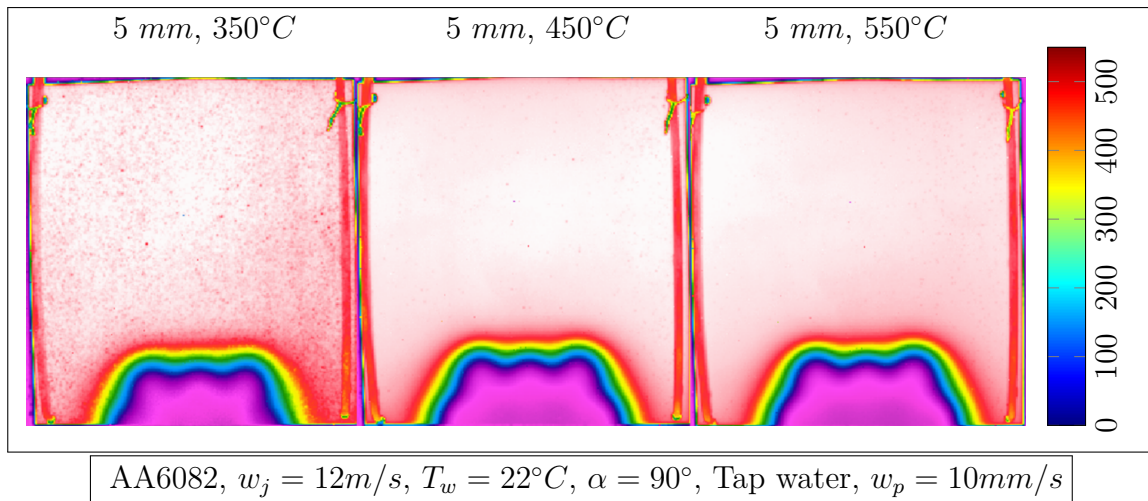 5 mm, 350°C
5 mm, 450°C
5 mm, 550°C
500
400
300
200
100
0
AA6082, w_j = 12m/s, T_w = 22°C, α = 90°, Tap water, w_p = 10mm/s